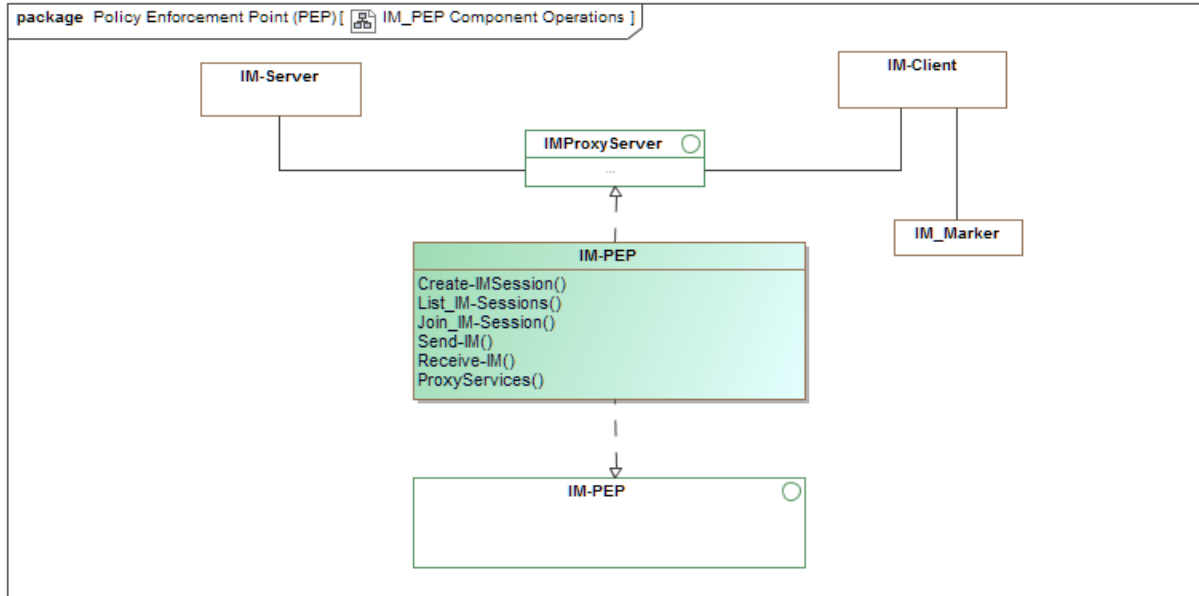 package Policy Enforcement Point (PEP)[ IM_PEP Component Operations ]
IM-Server
IM-Client
IMProxyServer
...
IM_Marker
IM-PEP
Create-IMSession()
List_IM-Sessions()
Join_IM-Session()
Send-IM()
Receive-IM()
ProxyServices()
IM-PEP